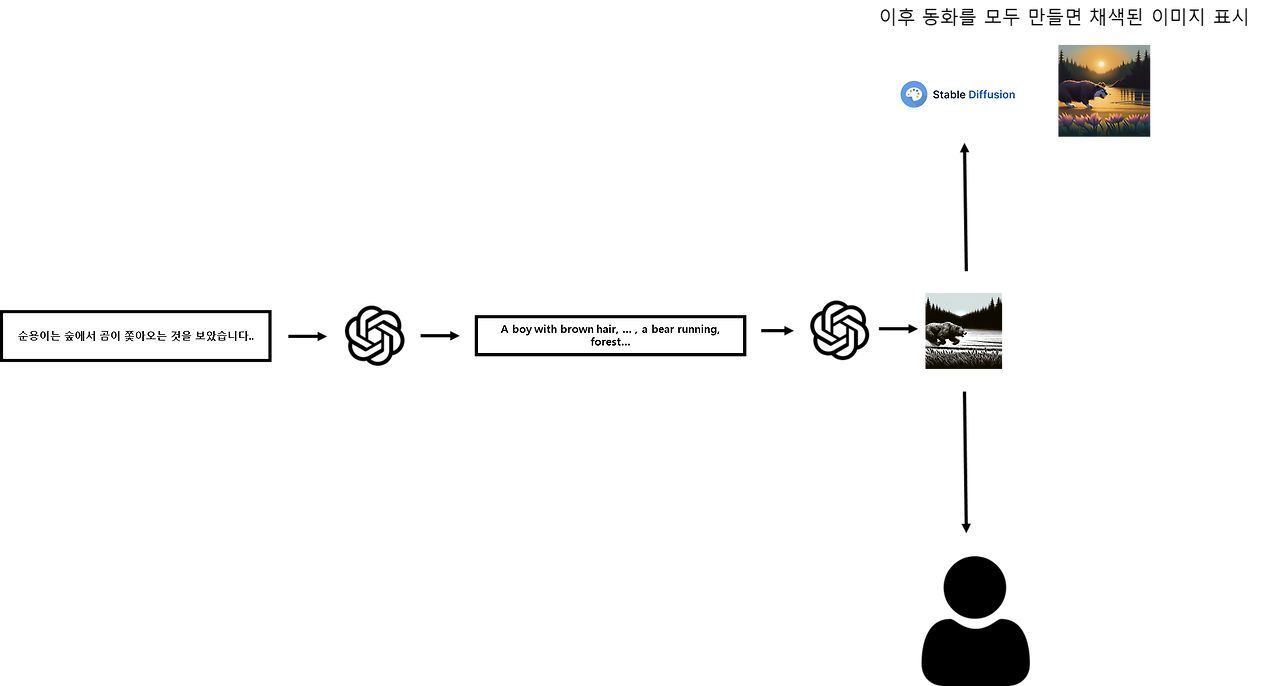 이후 동화를 모두 만들면 채색된 이미지 표시
Stable Diffusion
순용이는 숲에서 곰이 쫓아오는 것을 보았습니다..
A boy with brown hair, ... , a bear running,
forest...